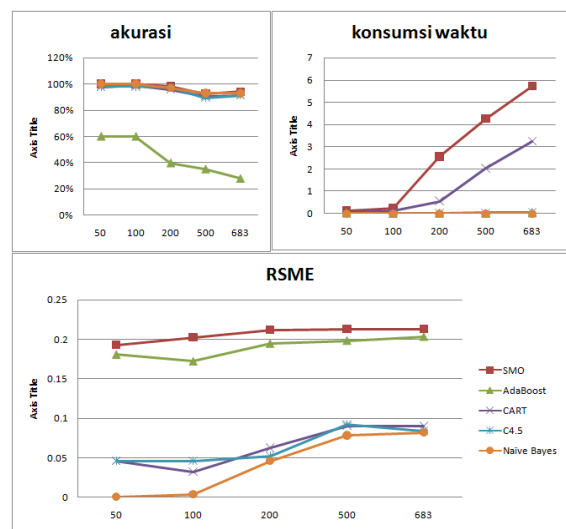 akurasi
120%
100%
80%
60%
40%
20%
0%
Axis Title
50 100 200 500 683
konsumsi waktu
7
6
5
4
3
2
1
0
Axis Title
50 100 200 500 683
RSME
0.25
0.2
0.15
0.1
0.05
0
Axis Title
50 100 200 500 683
SMO
AdaBoost
CART
C4.5
Naïve Bayes